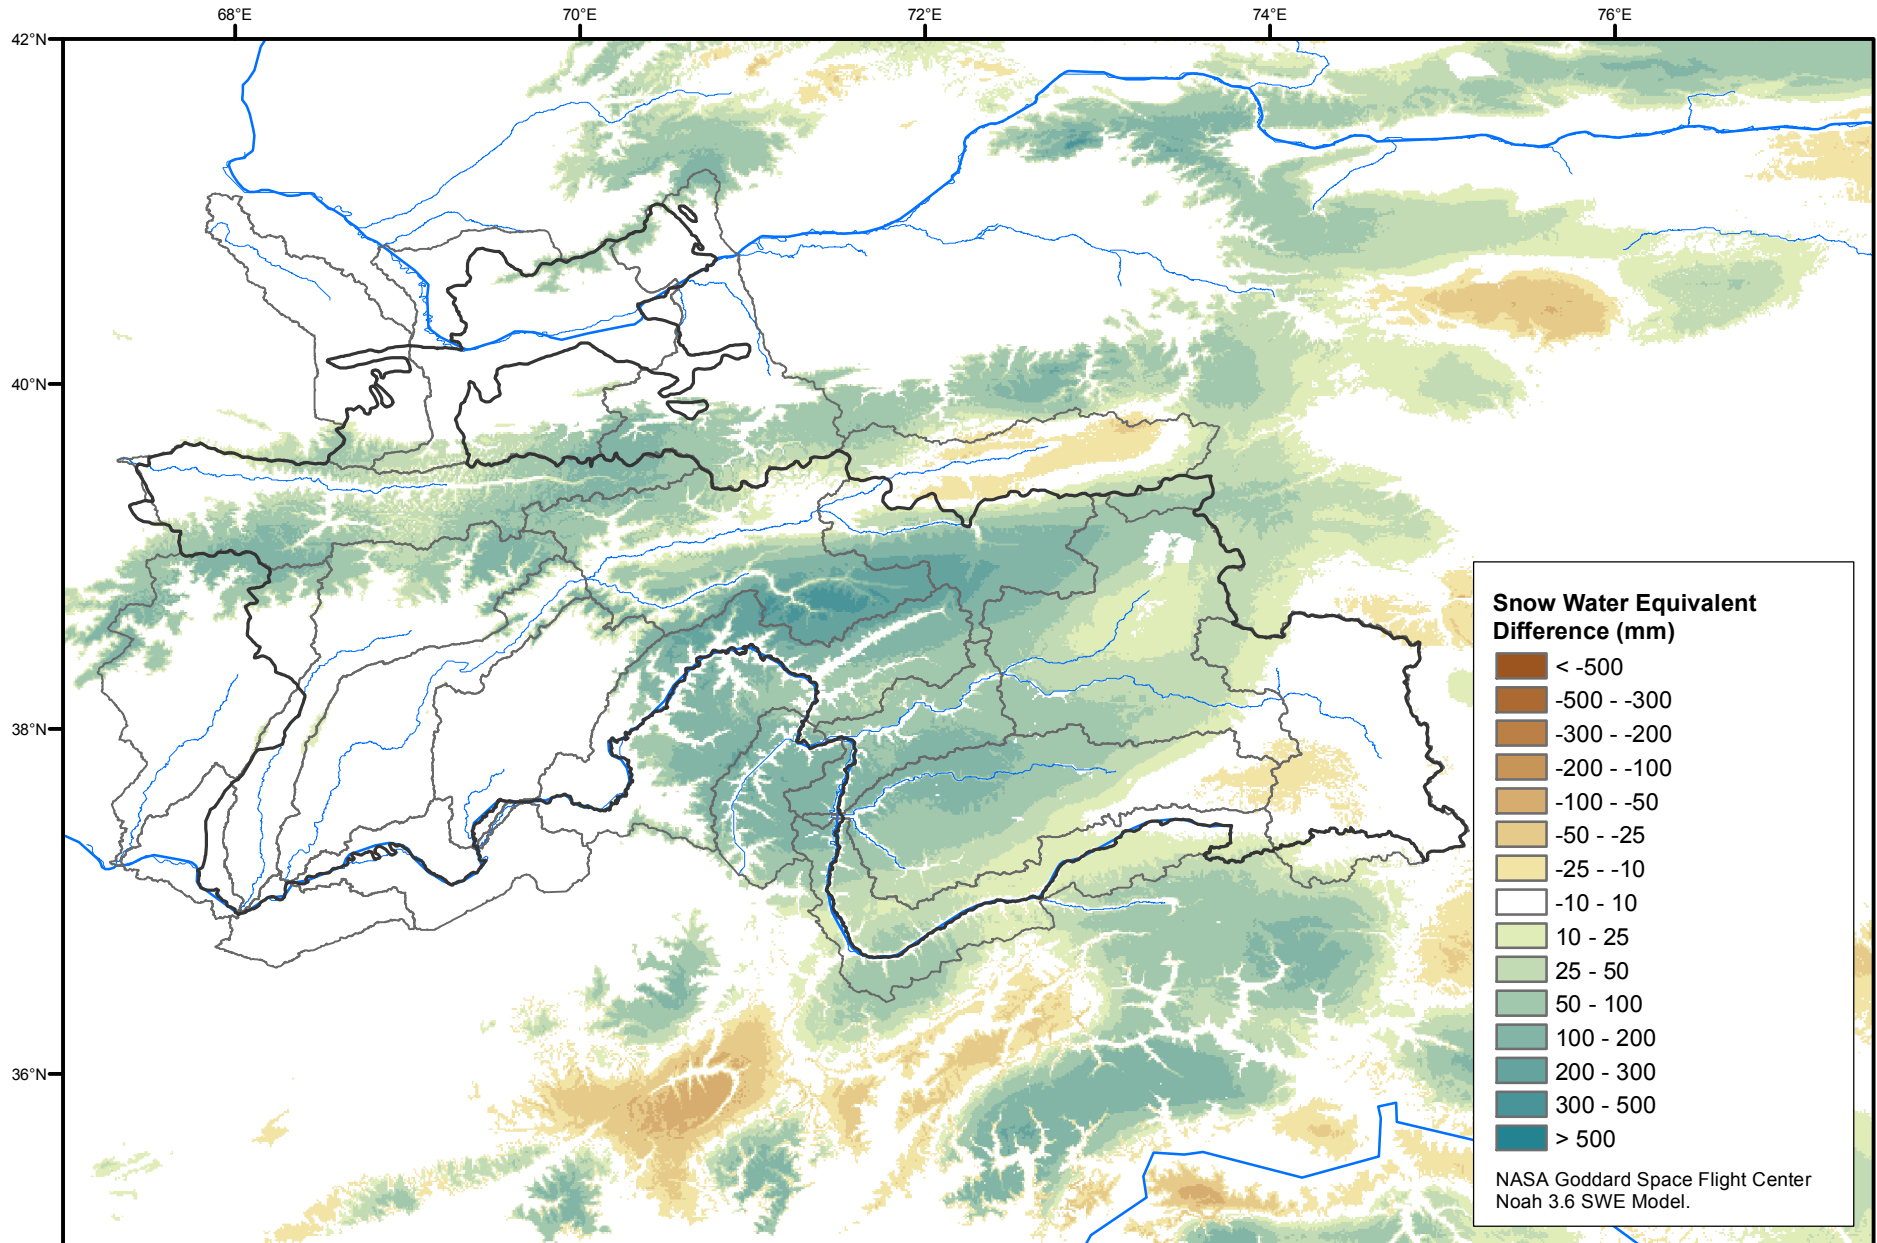 68°E 70°E 72°E 74°E 76°E
42°N
40°N
38°N
36°N
Snow Water Equivalent
Difference (mm)
< -500
-500 - -300
-300 - -200
-200 - -100
-100 - -50
-50 - -25
-25 - -10
-10 - 10
10 - 25
25 - 50
50 - 100
100 - 200
200 - 300
300 - 500
> 500
NASA Goddard Space Flight Center
Noah 3.6 SWE Model.